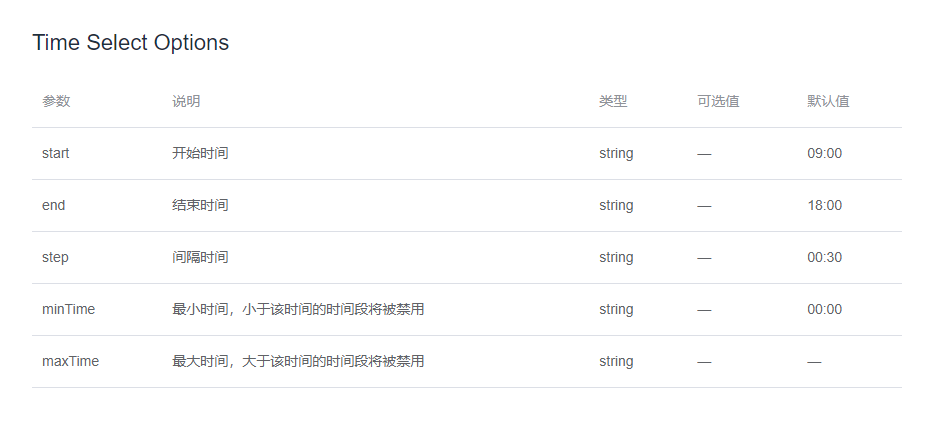 Time Select Options
参数 说明 类型 可选值 默认值
start 开始时间 string — 09:00
end 结束时间 string — 18:00
step 间隔时间 string — 00:30
minTime 最小时间，小于该时间的时间段将被禁用 string — 00:00
maxTime 最大时间，大于该时间的时间段将被禁用 string — —